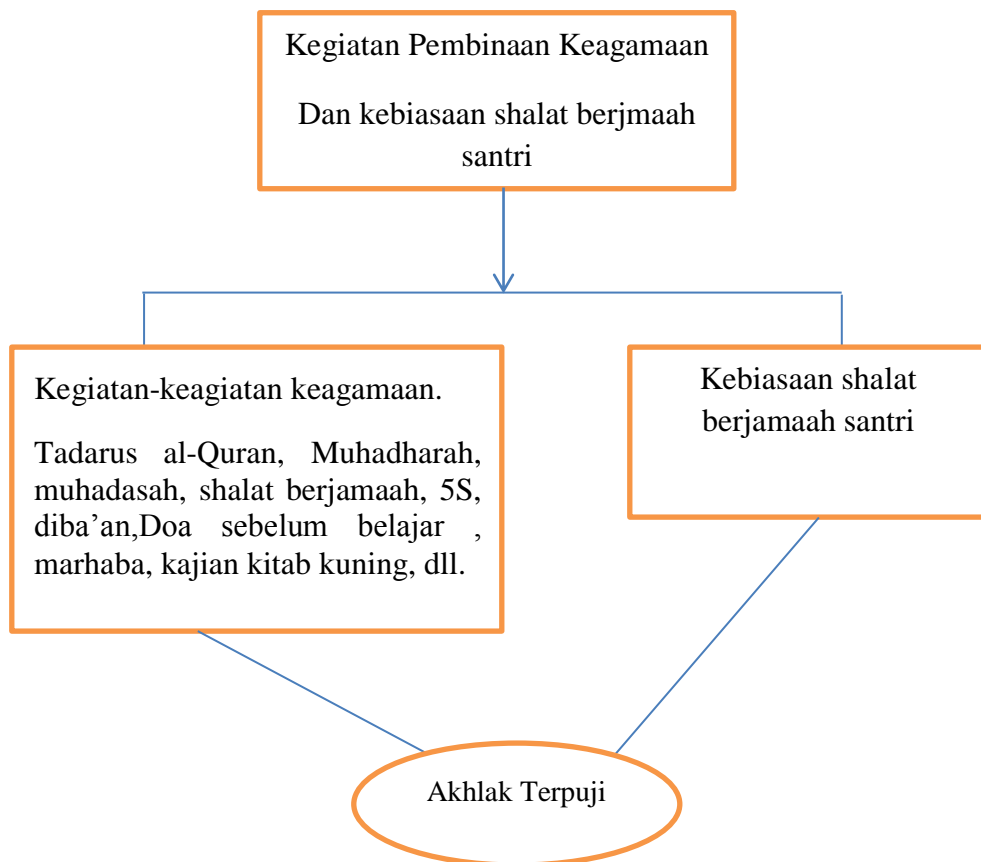 Kegiatan Pembinaan Keagamaan
Dan kebiasaan shalat berjmaah
santri
Kegiatan-keagiatan keagamaan.
Tadarus al-Quran, Muhadharah,
muhadasah, shalat berjamaah, 5S,
diba’an,Doa sebelum belajar ,
marhaba, kajian kitab kuning, dll.
Kebiasaan shalat
berjamaah santri
Akhlak Terpuji